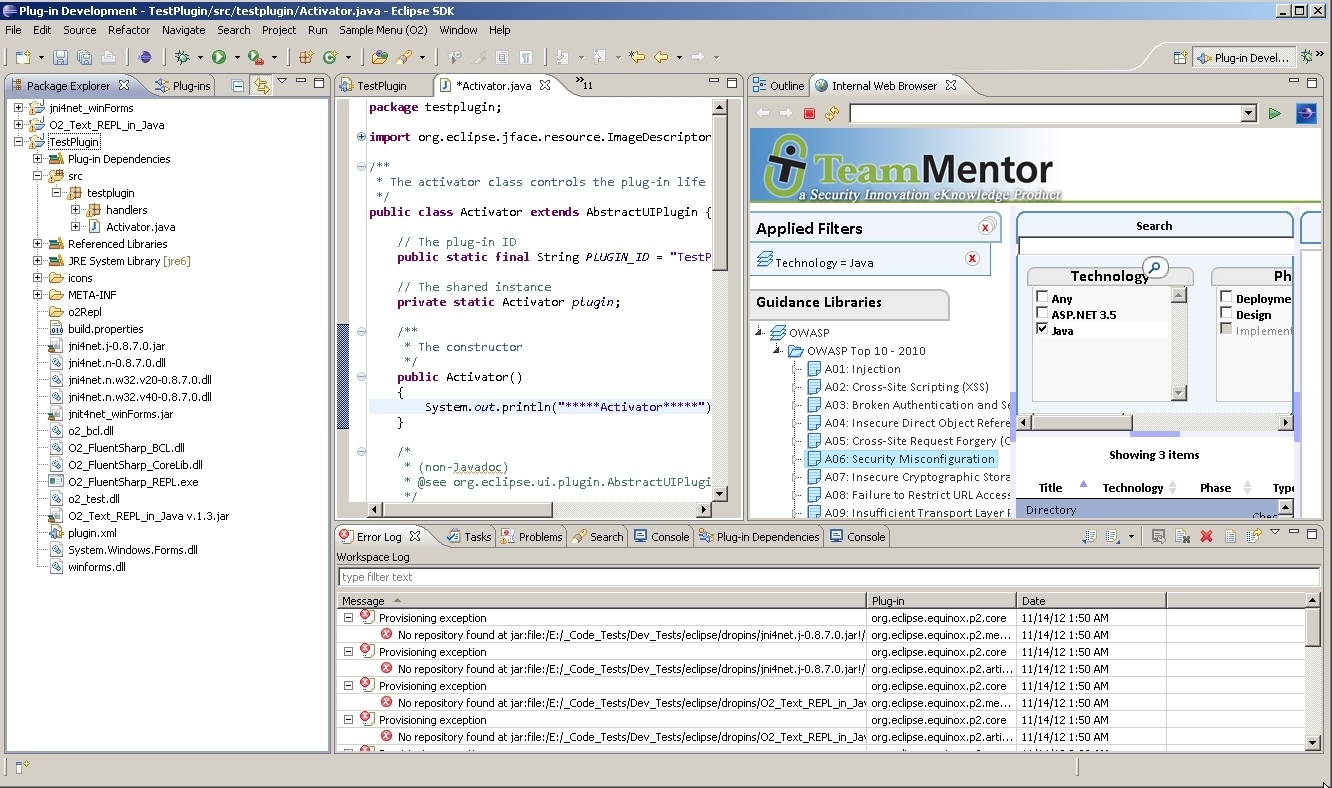 Plug-in Development - TestPlugin/src/testplugin/Activator.java - Eclipse SDK
File Edit Source Refactor Navigate Search Project Run Sample Menu (O2) Window Help
Plug-in Devel...
Package Explorer
Plug-ins
jni4net_winForms
O2_Text_REPL_in_Java
TestPlugin
Plug-in Dependencies
src
testplugin
handlers
Activator.java
Referenced Libraries
JRE System Library [jre6]
icons
META-INF
o2Repl
build.properties
jni4net.j-0.8.7.0.jar
jni4net.n-0.8.7.0.dll
jni4net.n.w32.v20-0.8.7.0.dll
jni4net.n.w32.v40-0.8.7.0.dll
jnit4net_winForms.jar
o2_bcl.dll
O2_FluentSharp_BCL.dll
O2_FluentSharp_CoreLib.dll
O2_FluentSharp_REPL.exe
o2_test.dll
O2_Text_REPL_in_Java v.1.3.jar
plugin.xml
System.Windows.Forms.dll
winforms.dll
TestPlugin
*Activator.java
»11
package testplugin;
import org.eclipse.jface.resource.ImageDescriptor
/**
* The activator class controls the plug-in life
*/
public class Activator extends AbstractUIPlugin {
// The plug-in ID
public static final String PLUGIN_ID = "TestP
// The shared instance
private static Activator plugin;
/**
* The constructor
*/
public Activator()
{
System.out.println("*****Activator*****")
}
/*
* (non-Javadoc)
* @see org.eclipse.ui.plugin.AbstractUIPlugi
*/
Outline
Internal Web Browser
TeamMentor
a Security Innovation eKnowledge Product
Applied Filters
Technology = Java
Guidance Libraries
OWASP
OWASP Top 10 - 2010
A01: Injection
A02: Cross-Site Scripting (XSS)
A03: Broken Authentication and Se
A04: Insecure Direct Object Refere
A05: Cross-Site Request Forgery (C
A06: Security Misconfiguration
A07: Insecure Cryptographic Stora
A08: Failure to Restrict URL Access
A09: Insufficient Transport Layer P
Search
Technology
Any
ASP.NET 3.5
Java
Ph
Deployme
Design
Implement
Showing 3 items
Title Technology Phase Type
Directory
Chec
Error Log
Tasks
Problems
Search
Console
Plug-in Dependencies
Console
Workspace Log
type filter text
Message Plug-in Date
Provisioning exception org.eclipse.equinox.p2.core 11/14/12 1:50 AM
No repository found at jar:file:/E:/_Code_Tests/Dev_Tests/eclipse/dropins/jni4net.j-0.8.7.0.jar!/ org.eclipse.equinox.p2.me... 11/14/12 1:50 AM
Provisioning exception org.eclipse.equinox.p2.core 11/14/12 1:50 AM
No repository found at jar:file:/E:/_Code_Tests/Dev_Tests/eclipse/dropins/jni4net.j-0.8.7.0.jar!/ org.eclipse.equinox.p2.arti... 11/14/12 1:50 AM
Provisioning exception org.eclipse.equinox.p2.core 11/14/12 1:50 AM
No repository found at jar:file:/E:/_Code_Tests/Dev_Tests/eclipse/dropins/O2_Text_REPL_in_Jav org.eclipse.equinox.p2.me... 11/14/12 1:50 AM
Provisioning exception org.eclipse.equinox.p2.core 11/14/12 1:50 AM
No repository found at jar:file:/E:/_Code_Tests/Dev_Tests/eclipse/dropins/O2_Text_REPL_in_Jav org.eclipse.equinox.p2.arti... 11/14/12 1:50 AM